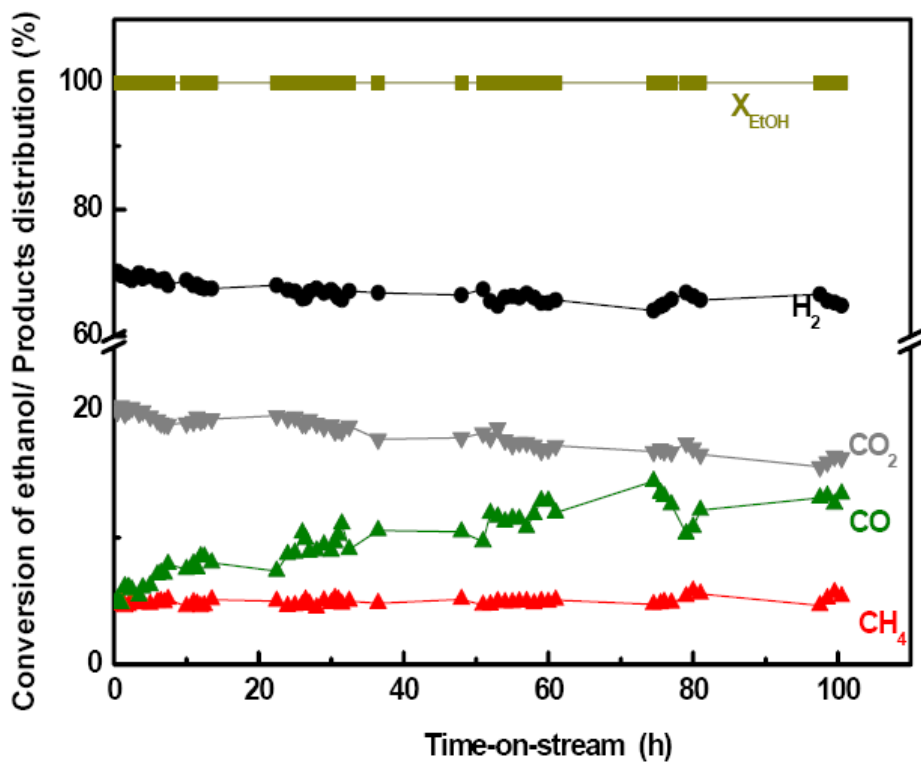 Conversion of ethanol/ Products distribution (%)
100
80
60
20
0
X_EtOH
H₂
CO₂
CO
CH₄
0 20 40 60 80 100
Time-on-stream (h)